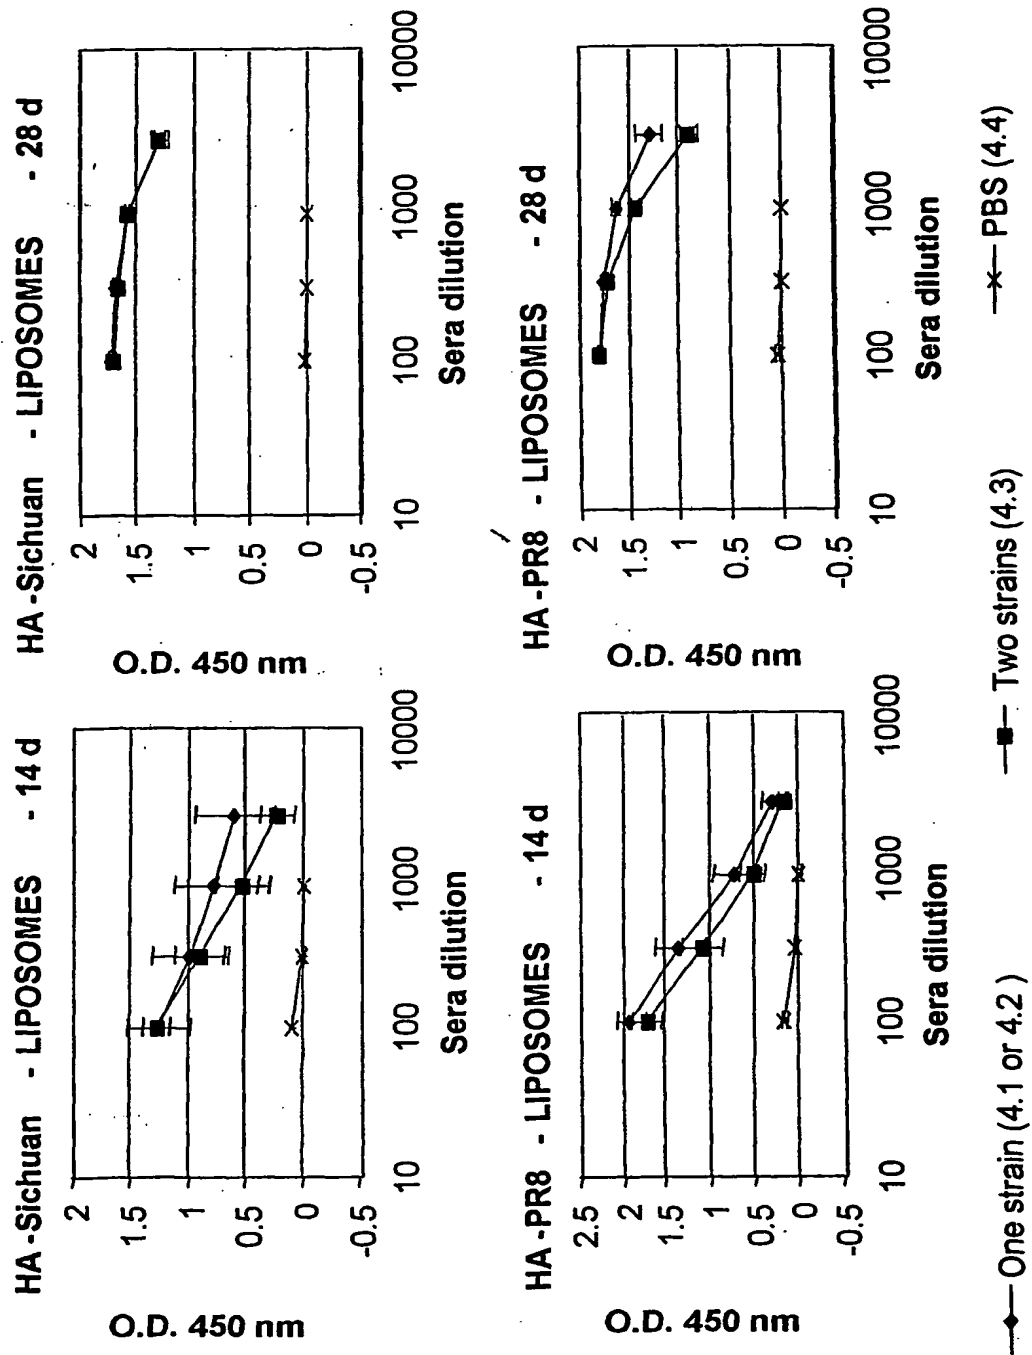 HA-Sichuan - LIPOSOMES - 14 d
O.D. 450 nm
2
1.5
1
0.5
0
-0.5
10
100
1000
10000
Sera dilution
HA-Sichuan - LIPOSOMES - 28 d
O.D. 450 nm
2
1.5
1
0.5
0
-0.5
10
100
1000
10000
Sera dilution
HA-PR8 - LIPOSOMES - 14 d
O.D. 450 nm
2.5
2
1.5
1
0.5
0
-0.5
10
100
1000
10000
Sera dilution
HA-PR8 - LIPOSOMES - 28 d
O.D. 450 nm
2
1.5
1
0.5
0
-0.5
10
100
1000
10000
Sera dilution
One strain (4.1 or 4.2 )
Two strains (4.3)
PBS (4.4)